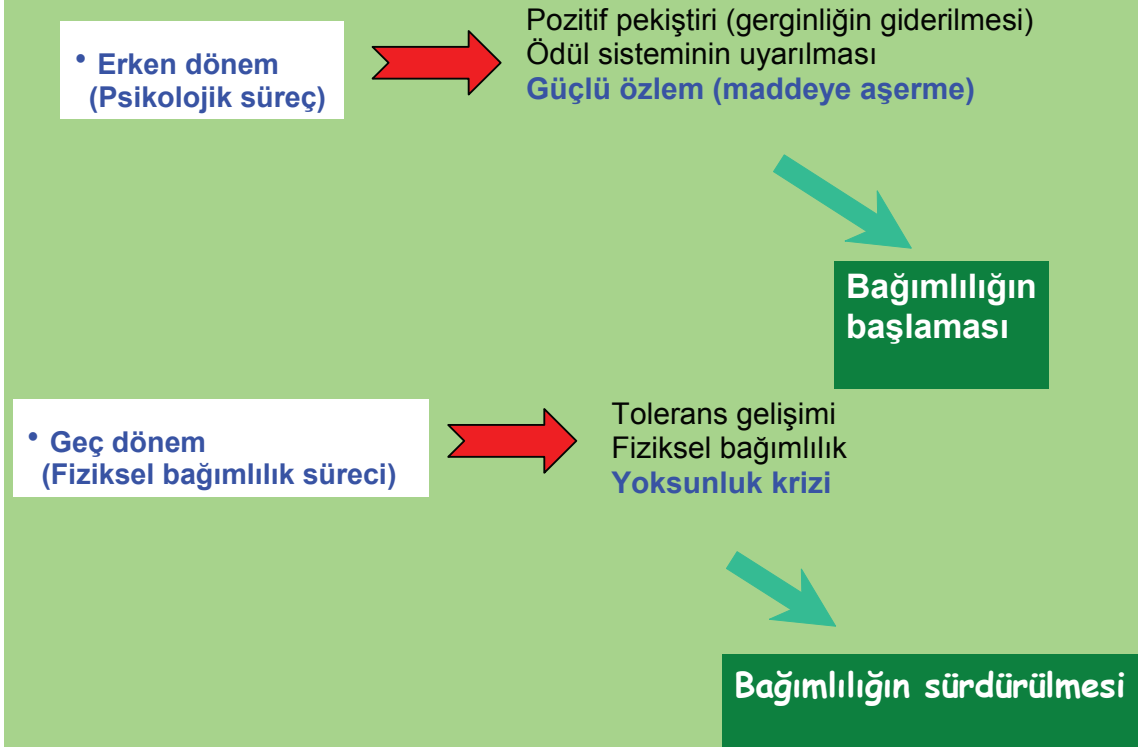 • Erken dönem
(Psikolojik süreç)
Pozitif pekiştiri (gerginliğin giderilmesi)
Ödül sisteminin uyarılması
Güçlü özlem (maddeye aşerme)
Bağımlılığın
başlaması
• Geç dönem
(Fiziksel bağımlılık süreci)
Tolerans gelişimi
Fiziksel bağımlılık
Yoksunluk krizi
Bağımlılığın sürdürülmesi